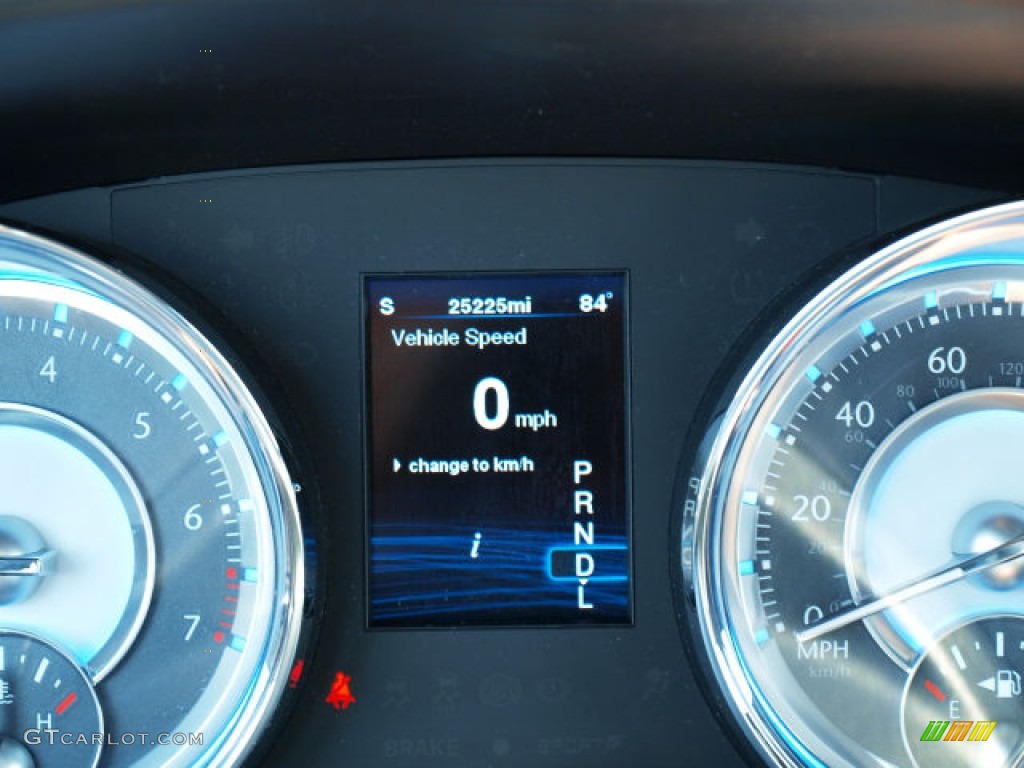 S 25225mi 84°
Vehicle Speed
0 mph
change to km/h
P
R
N
D
L
i
4
5
6
7
H
60
40
20
0
120
100
80
60
MPH
km/h
E
BRAKE
GTCARLOT.COM